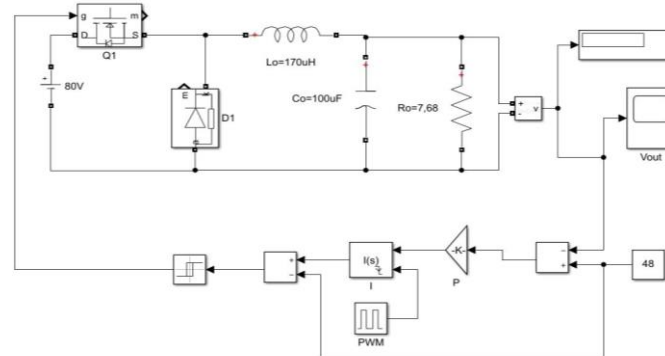 g
m
D
S
Q1
+
80V
E
D1
+
Lo=170uH
+
Co=100uF
+
Ro=7,68
+
-
v
Vout
-K-
P
I(s)
I
PWM
+
−
−
+
48